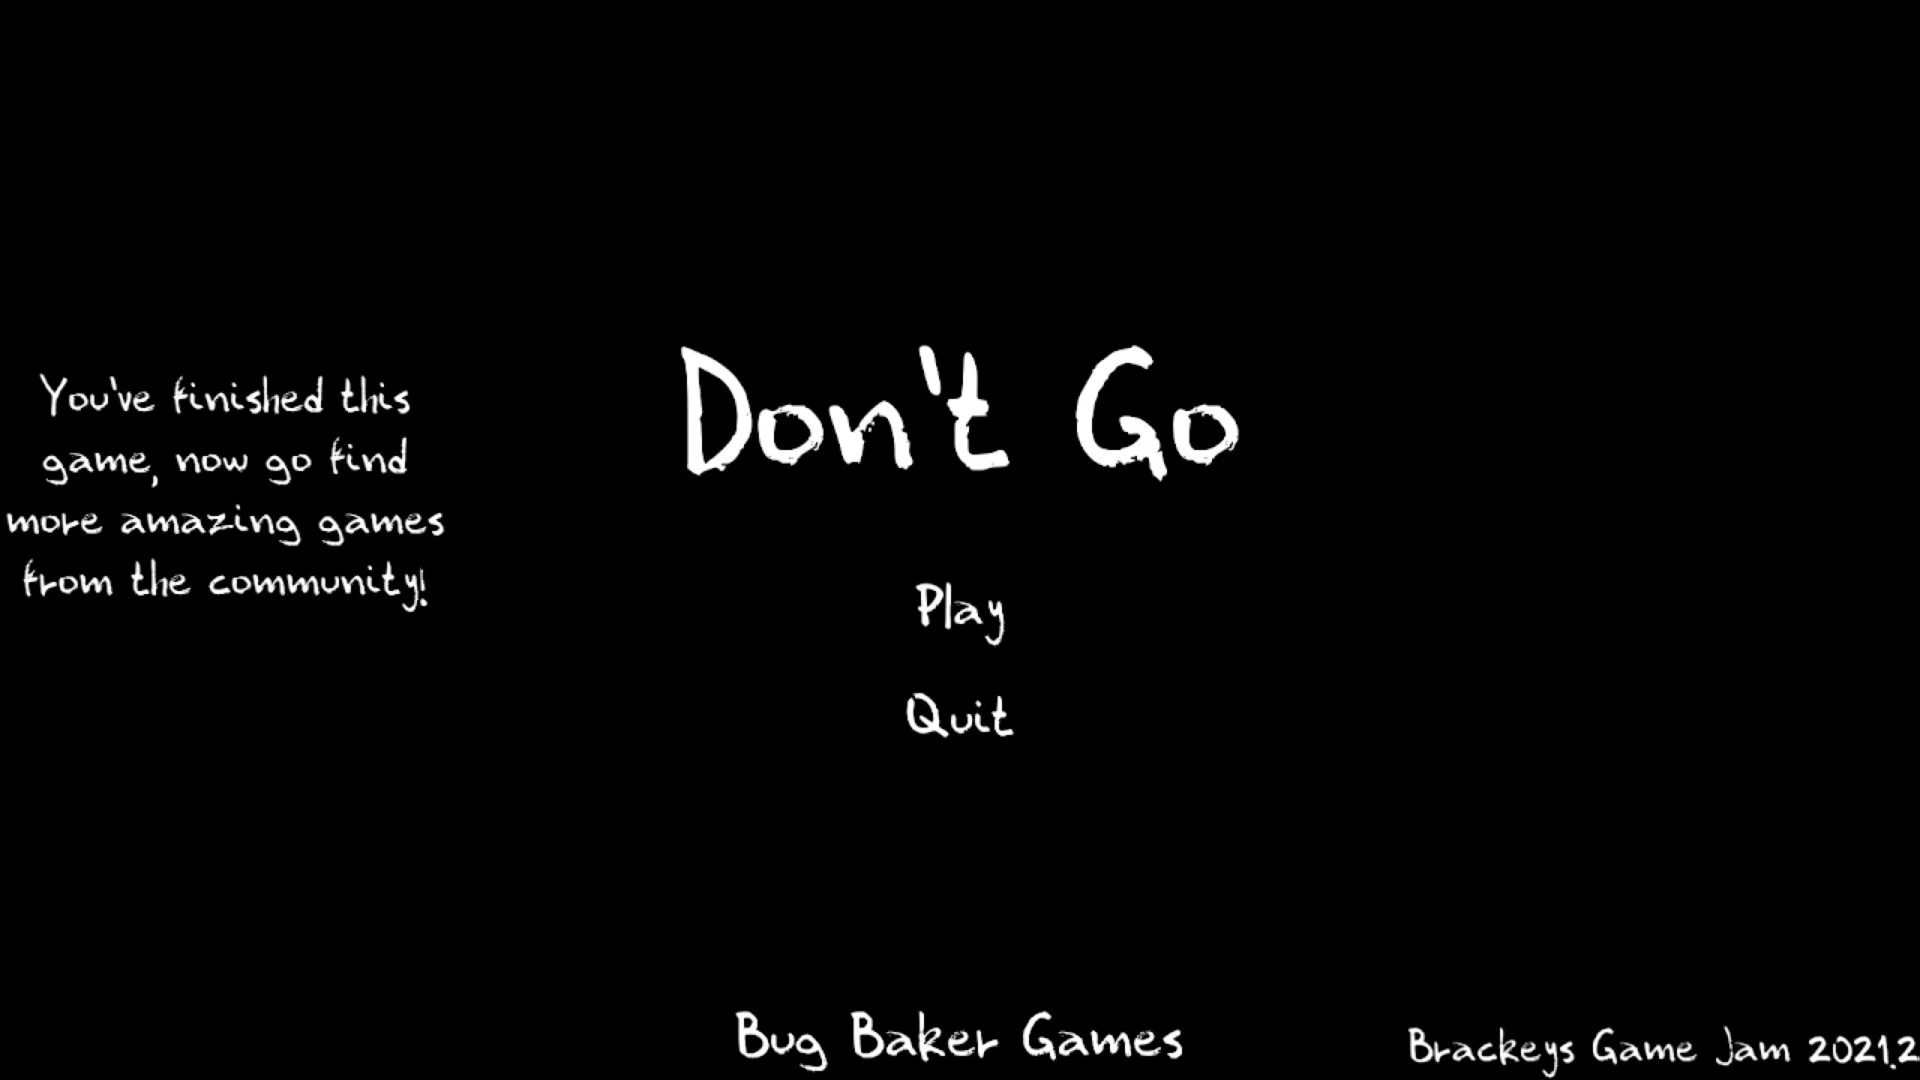 Don't Go
You've finished this
game, now go find
more amazing games
from the community!
Play
Quit
Bug Baker Games
Brackeys Game Jam 2021.2